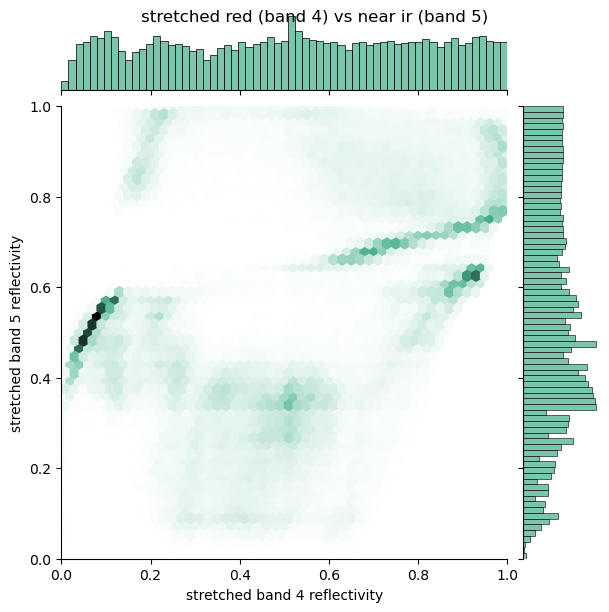 stretched red (band 4) vs near ir (band 5)
1.0
0.8
0.6
0.4
0.2
0.0
stretched band 5 reflectivity
0.0 0.2 0.4 0.6 0.8 1.0
stretched band 4 reflectivity